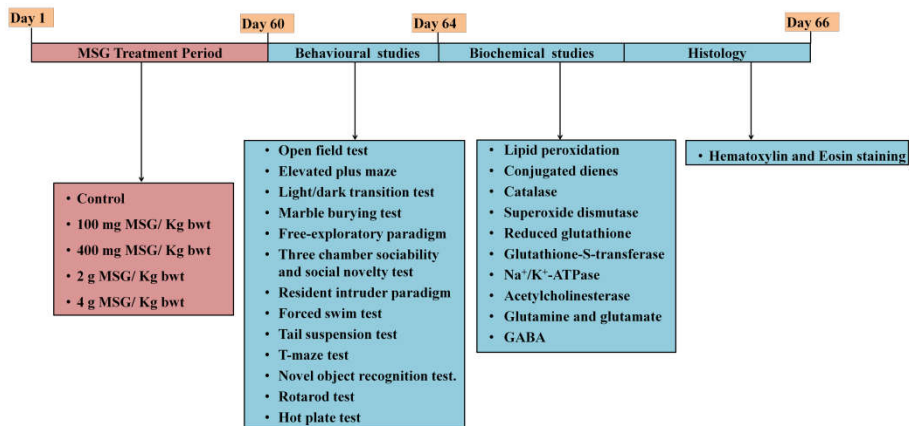 Day 1
Day 60
Day 64
Day 66
MSG Treatment Period
Behavioural studies
Biochemical studies
Histology
• Control
• 100 mg MSG/ Kg bwt
• 400 mg MSG/ Kg bwt
• 2 g MSG/ Kg bwt
• 4 g MSG/ Kg bwt
• Open field test
• Elevated plus maze
• Light/dark transition test
• Marble burying test
• Free-exploratory paradigm
• Three chamber sociability
and social novelty test
• Resident intruder paradigm
• Forced swim test
• Tail suspension test
• T-maze test
• Novel object recognition test.
• Rotarod test
• Hot plate test
• Lipid peroxidation
• Conjugated dienes
• Catalase
• Superoxide dismutase
• Reduced glutathione
• Glutathione-S-transferase
• Na⁺/K⁺-ATPase
• Acetylcholinesterase
• Glutamine and glutamate
• GABA
• Hematoxylin and Eosin staining